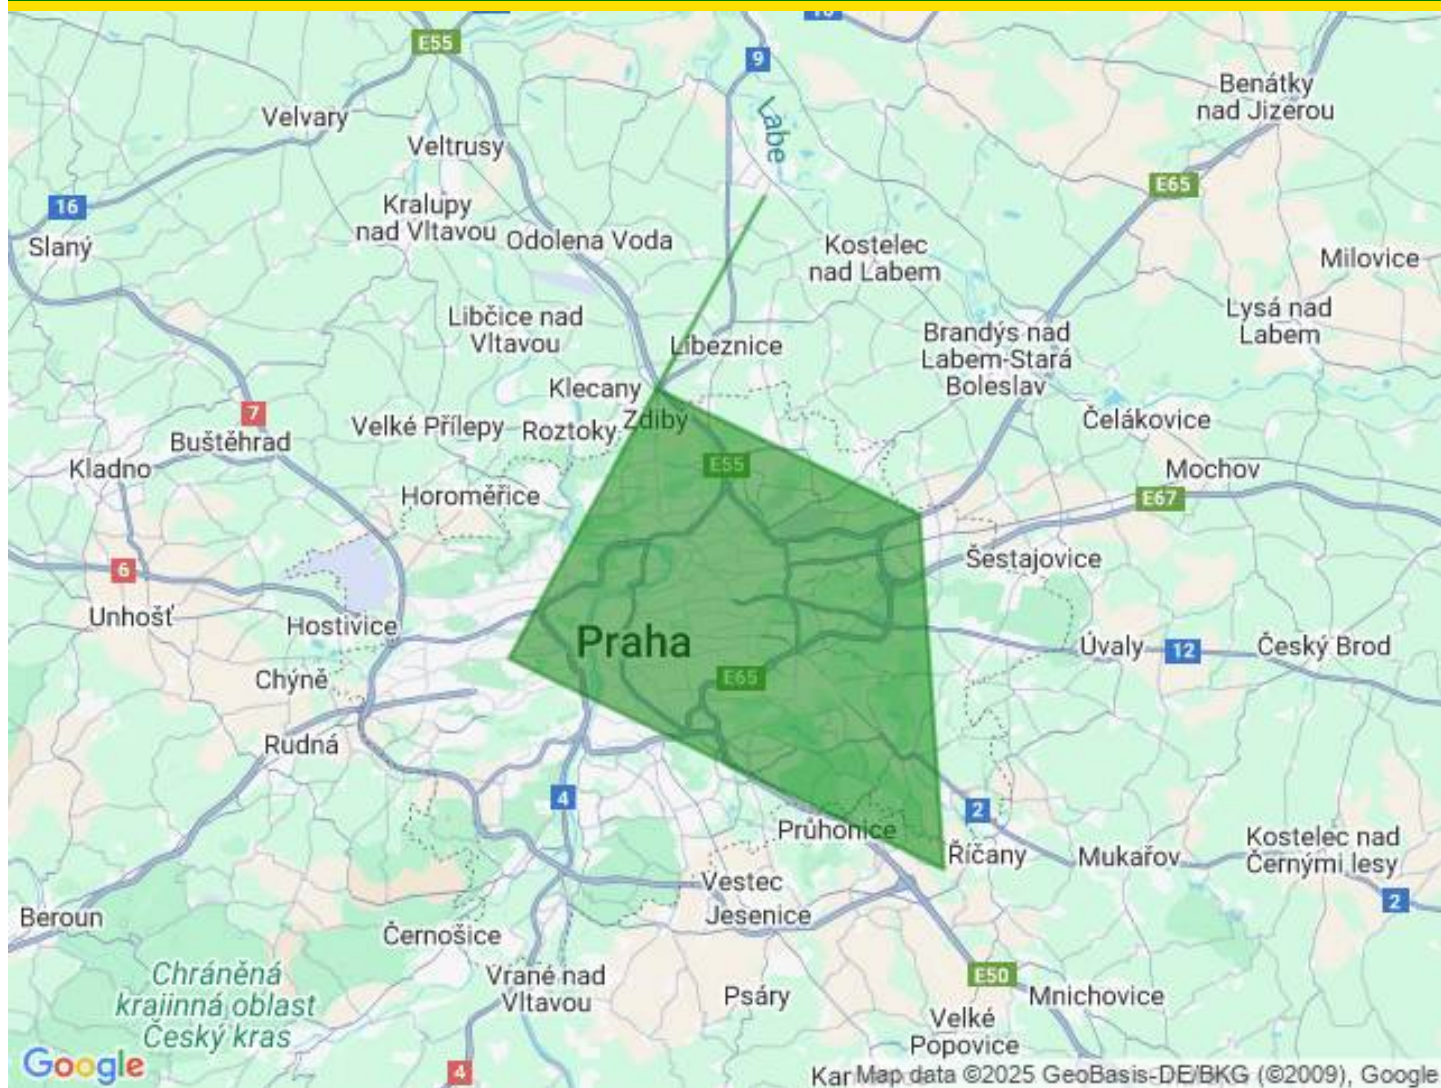 E55
9
Benátky
nad Jizerou
Velvary
Labe
Veltrusy
E65
16
Kralupy
nad Vltavou
Slaný
Odolena Voda
Kostelec
nad Labem
Milovice
Libčice nad
Vltavou
Lysá nad
Labem
Líbeznice
Brandýs nad
Labem-Stará
Boleslav
Klecany
7
Zdiby
Velké Přílepy
Roztoky
Čelákovice
Buštěhrad
Kladno
E55
Mochov
Horoměřice
E67
6
Šestajovice
Unhošť
Hostivice
Praha
Úvaly
12
Český Brod
Chýně
E65
Rudná
4
2
Průhonice
Říčany
Mukařov
Kostelec nad
Černými lesy
Vestec
2
Beroun
Jesenice
Černošice
Chráněná
krajinná oblast
Český kras
Vrané nad
Vltavou
Psáry
E50
Mnichovice
Velké
Popovice
Google
4
Map data ©2025 GeoBasis-DE/BKG (©2009), Google